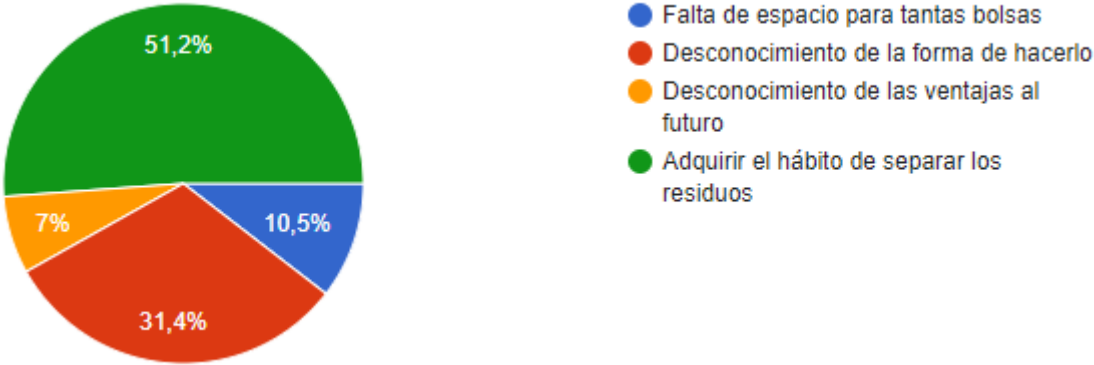 51,2%
7%
10,5%
31,4%
Falta de espacio para tantas bolsas
Desconocimiento de la forma de hacerlo
Desconocimiento de las ventajas al
futuro
Adquirir el hábito de separar los
residuos